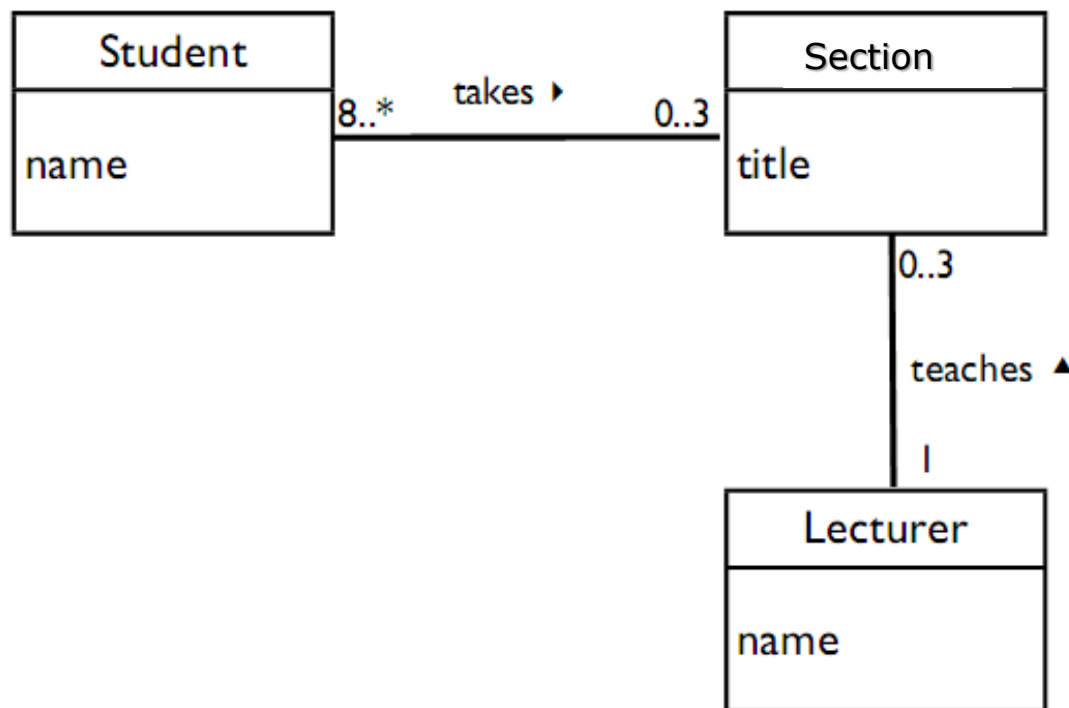 Student
Section
takes ▸
8..*
0..3
name
title
0..3
teaches ▲
1
Lecturer
name